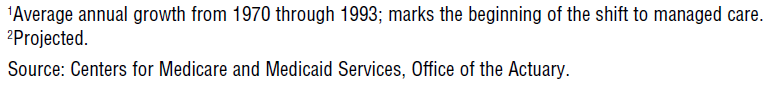 ¹Average annual growth from 1970 through 1993; marks the beginning of the shift to managed care.
²Projected.
Source: Centers for Medicare and Medicaid Services, Office of the Actuary.